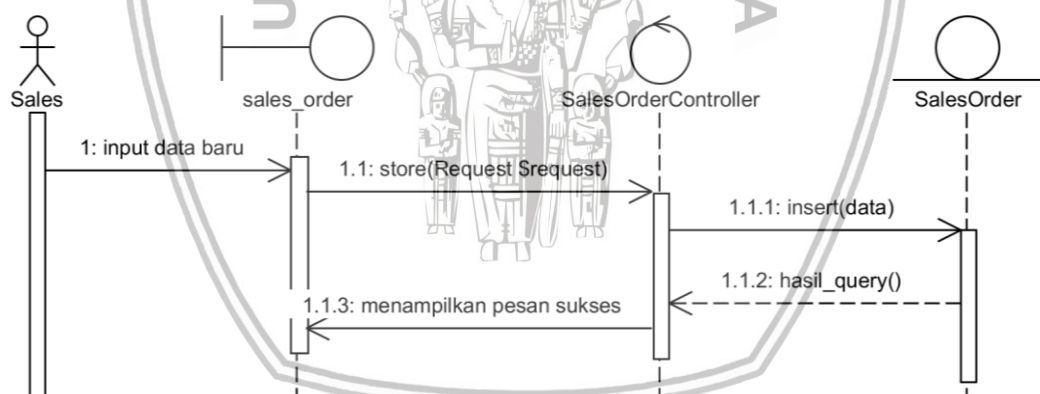 U
A
Sales
sales_order
SalesOrderController
SalesOrder
1: input data baru
1.1: store(Request $request)
1.1.1: insert(data)
1.1.2: hasil_query()
1.1.3: menampilkan pesan sukses